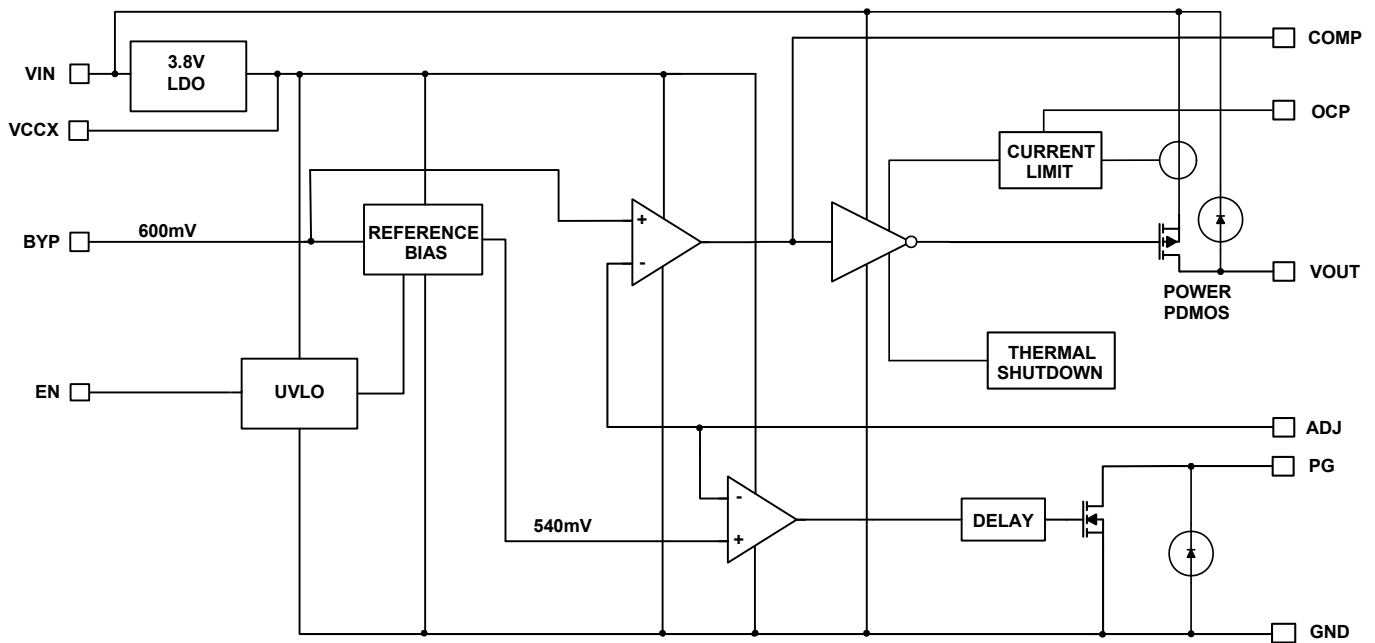 COMP
3.8V
LDO
VIN
OCP
VCCX
CURRENT
LIMIT
+
600mV
BYP
REFERENCE
BIAS
-
VOUT
POWER
PDMOS
THERMAL
SHUTDOWN
EN
UVLO
ADJ
PG
-
540mV
+
DELAY
GND